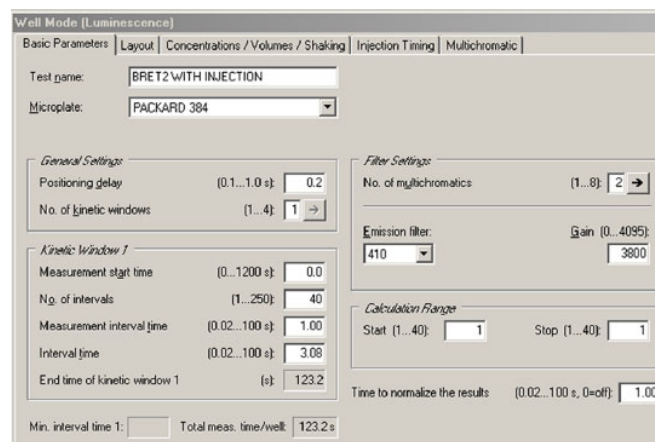 Well Mode (Luminescence)
Basic Parameters Layout Concentrations / Volumes / Shaking Injection Timing Multichromatic
Test name: BRET2 WITH INJECTION
Microplate: PACKARD 384
General Settings
Positioning delay (0.1...1.0 s): 0.2
No. of kinetic windows (1...4): 1
Kinetic Window 1
Measurement start time (0...1200 s): 0.0
No. of intervals (1...250): 40
Measurement interval time (0.02...100 s): 1.00
Interval time (0.02...100 s): 3.08
End time of kinetic window 1 (s): 123.2
Min. interval time 1: Total meas. time/well: 123.2 s
Filter Settings
No. of multichromatics (1...8): 2
Emission filter: Gain (0...4095):
410 3800
Calculation Range
Start (1...40): 1 Stop (1...40): 1
Time to normalize the results (0.02...100 s, 0=off): 1.00